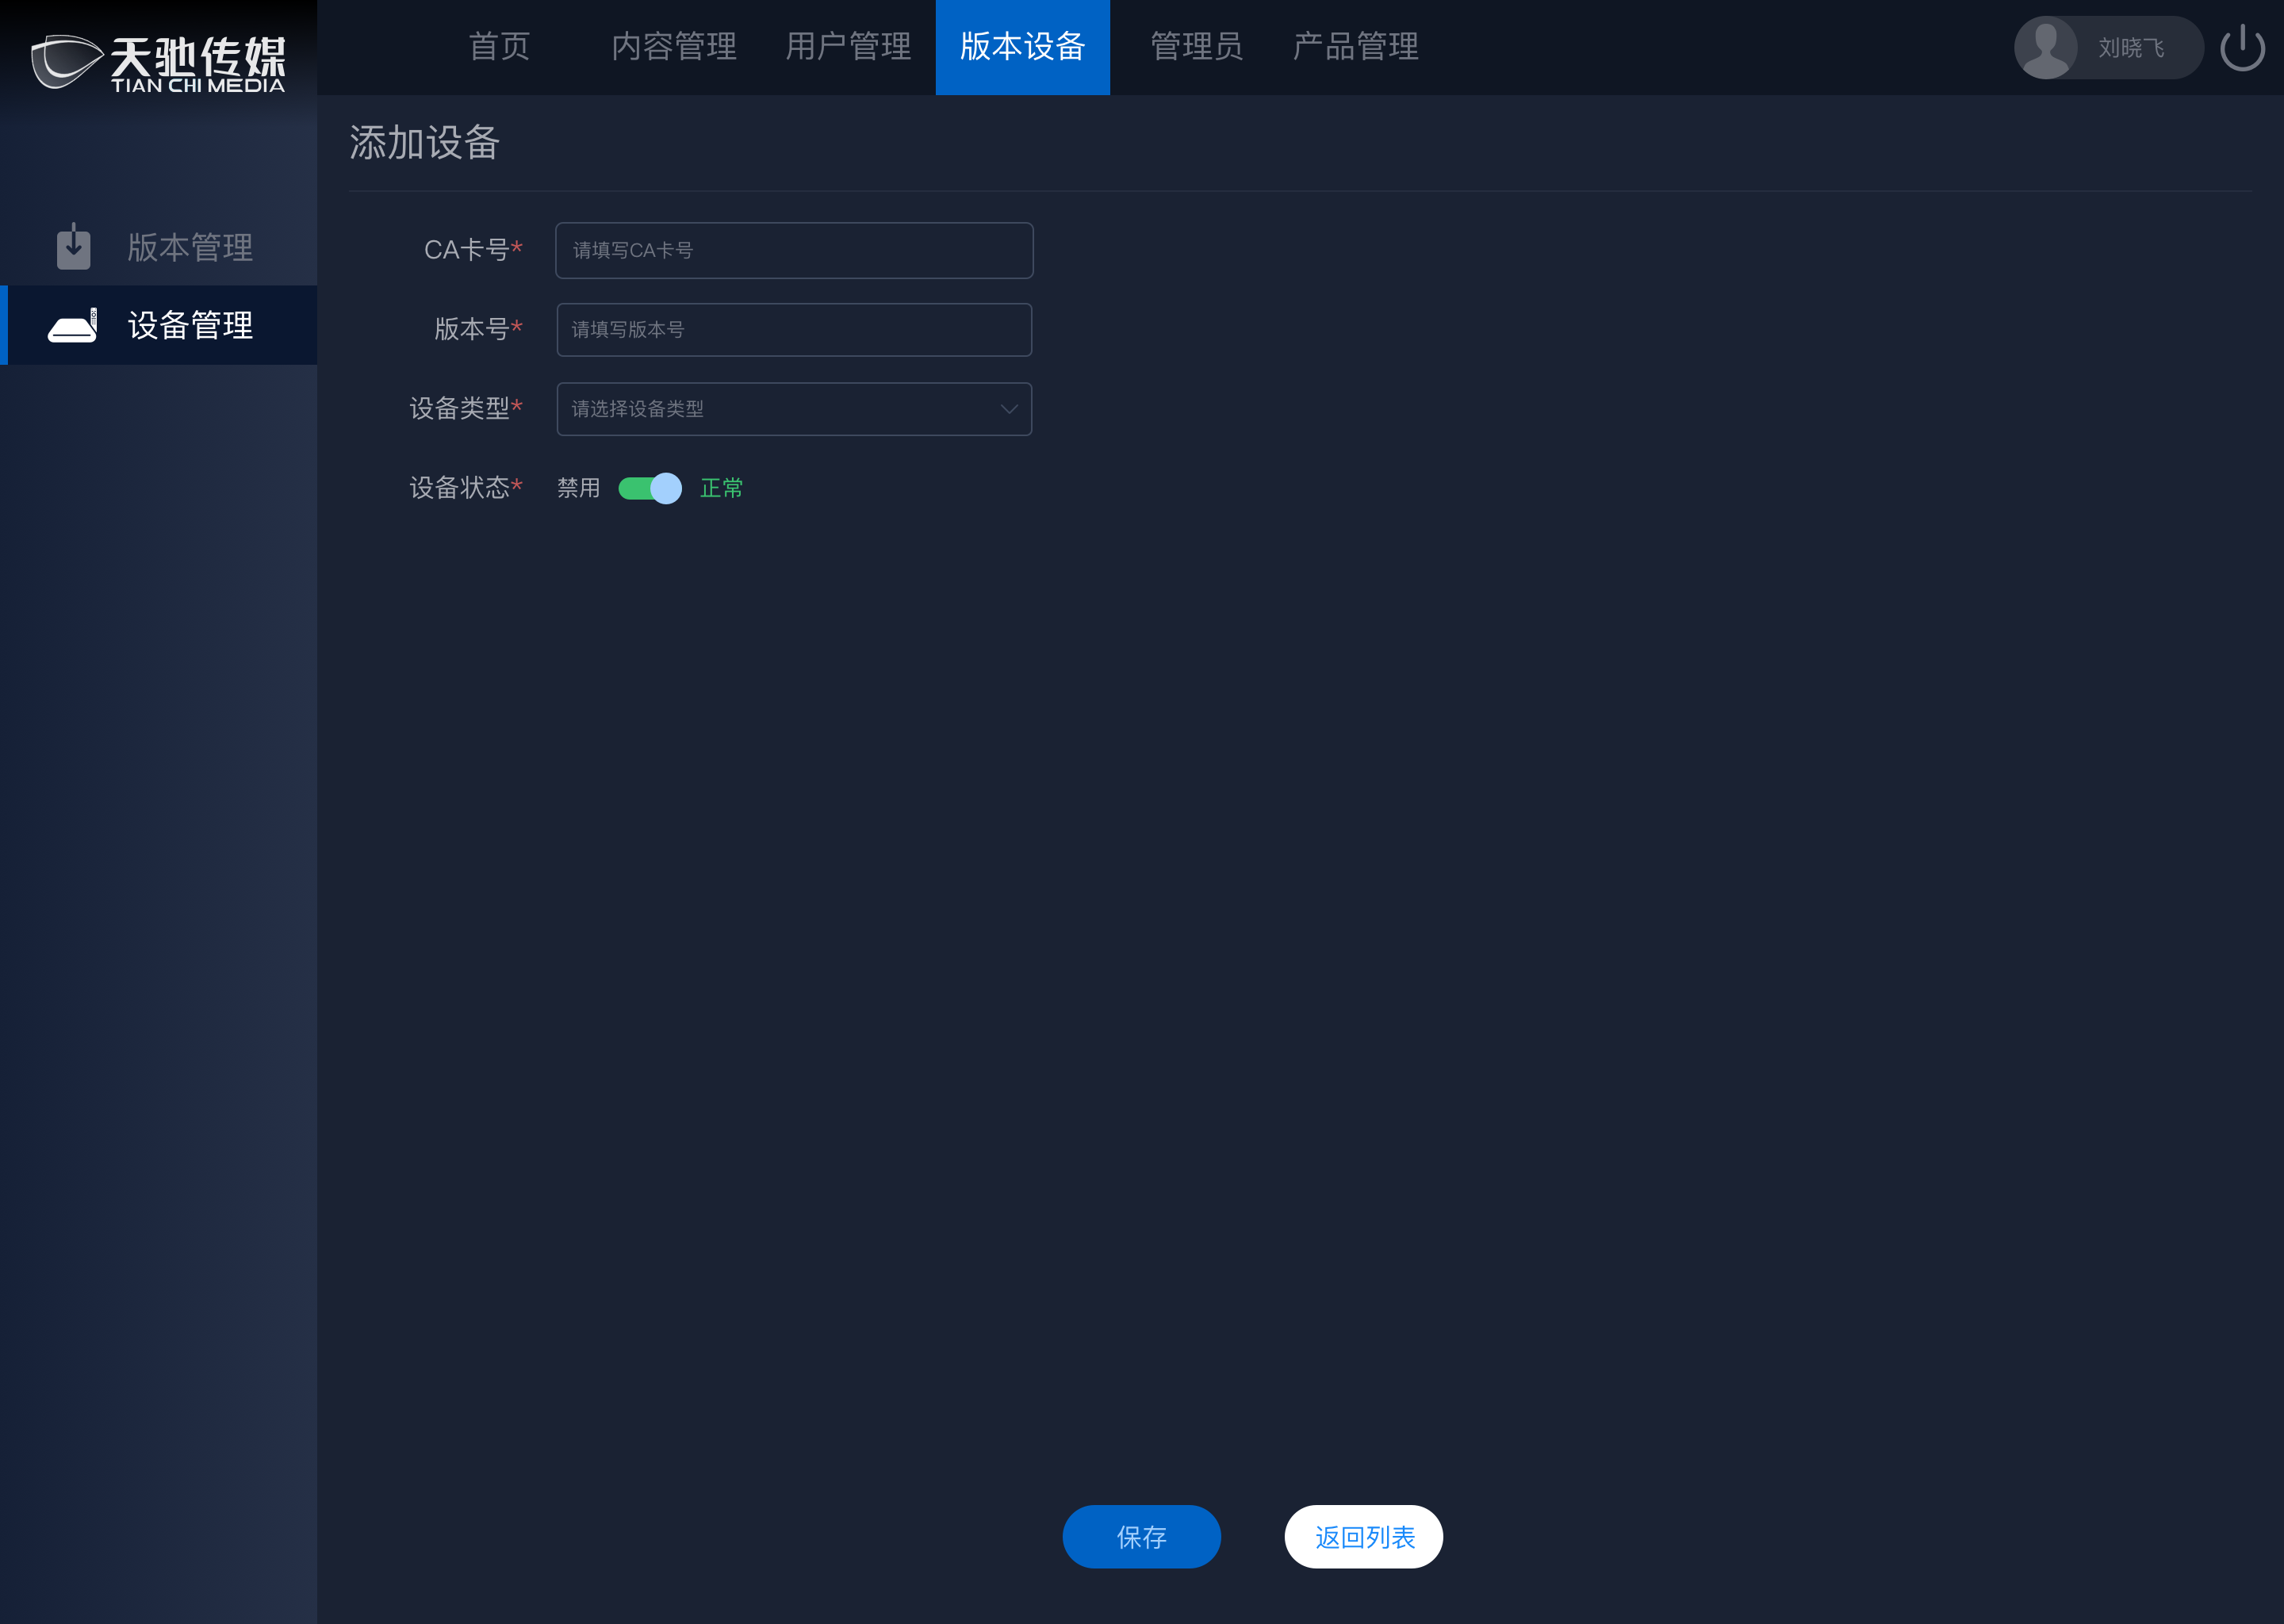 天驰传媒
TIAN CHI MEDIA
首页 内容管理 用户管理 版本设备 管理员 产品管理 刘晓飞
添加设备
版本管理
设备管理
CA卡号* 请填写CA卡号
版本号* 请填写版本号
设备类型* 请选择设备类型
设备状态* 禁用 正常
保存 返回列表